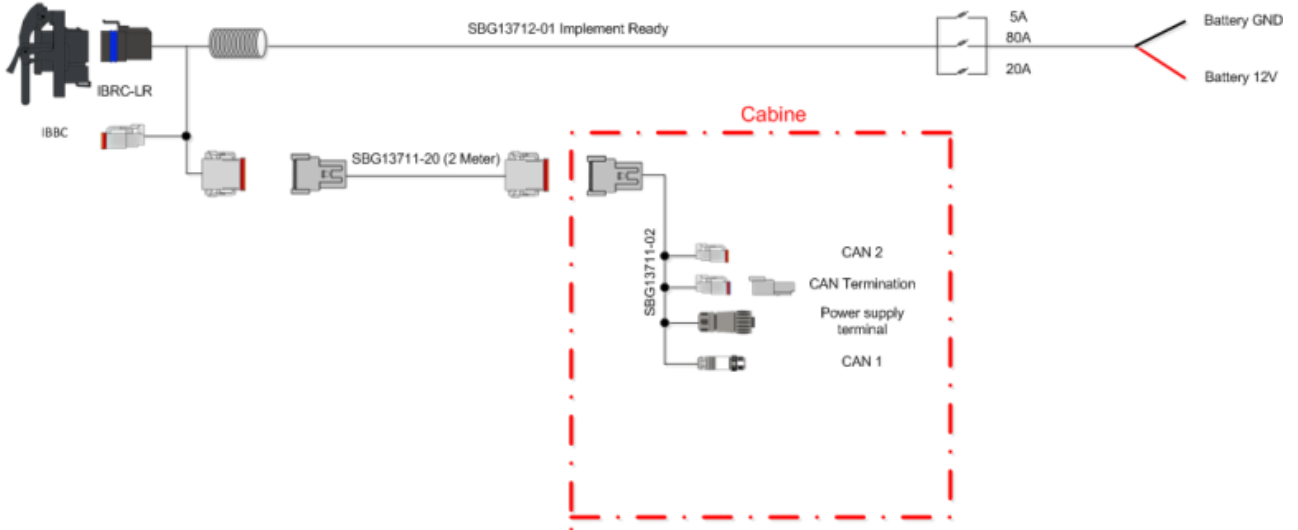 SBG13712-01 Implement Ready
5A
80A
20A
Battery GND
Battery 12V
IBRC-LR
IBBC
SBG13711-20 (2 Meter)
Cabine
SBG13711-02
CAN 2
CAN Termination
Power supply
terminal
CAN 1